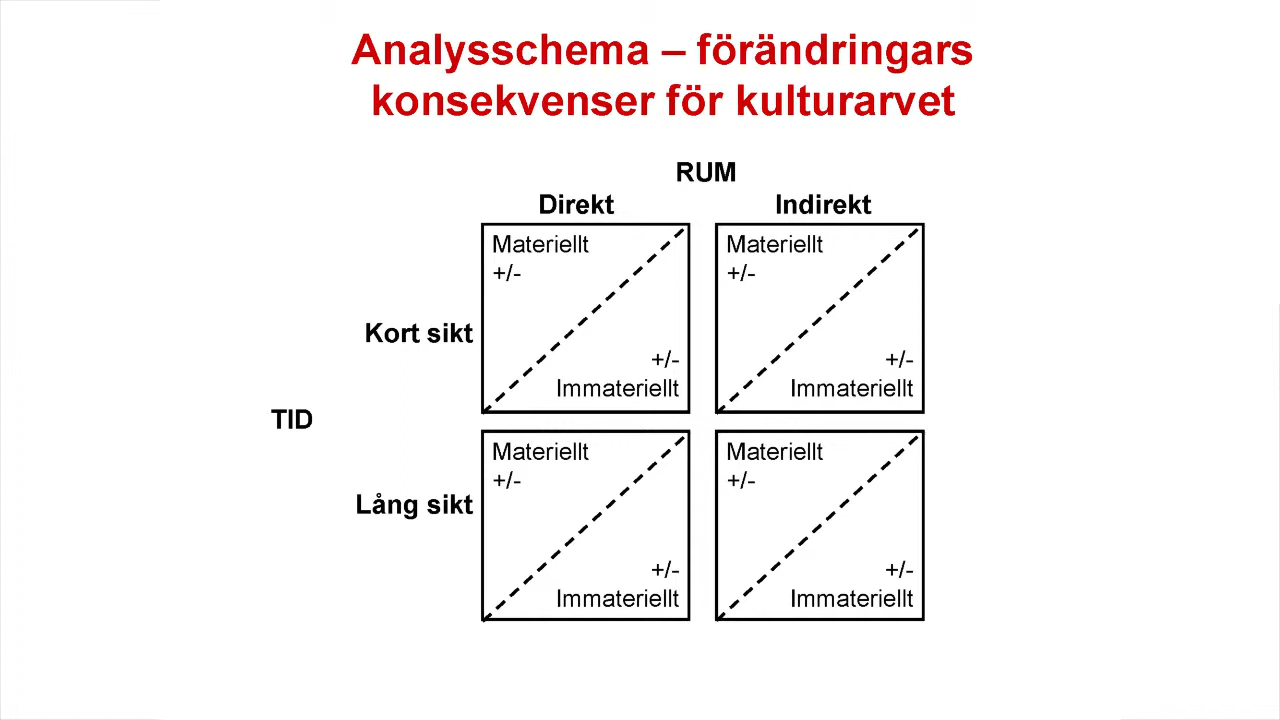 Analysschema – förändringars
konsekvenser för kulturarvet
RUM
Direkt
Indirekt
Materiellt
+/-
Materiellt
+/-
Kort sikt
+/-
Immateriellt
+/-
Immateriellt
TID
Materiellt
+/-
Materiellt
+/-
Lång sikt
+/-
Immateriellt
+/-
Immateriellt